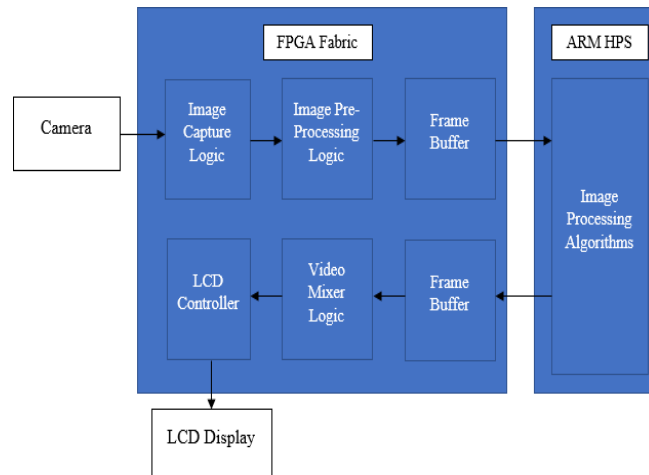 FPGA Fabric
ARM HPS
Camera
Image
Capture
Logic
Image Pre-
Processing
Logic
Frame
Buffer
Image
Processing
Algorithms
LCD
Controller
Video
Mixer
Logic
Frame
Buffer
LCD Display